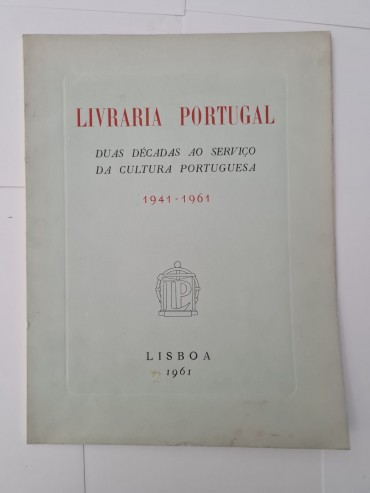 LIVRARIA PORTUGAL
DUAS DÉCADAS AO SERVIÇO
DA CULTURA PORTUGUESA
1941-1961
LP
LISBOA
1961